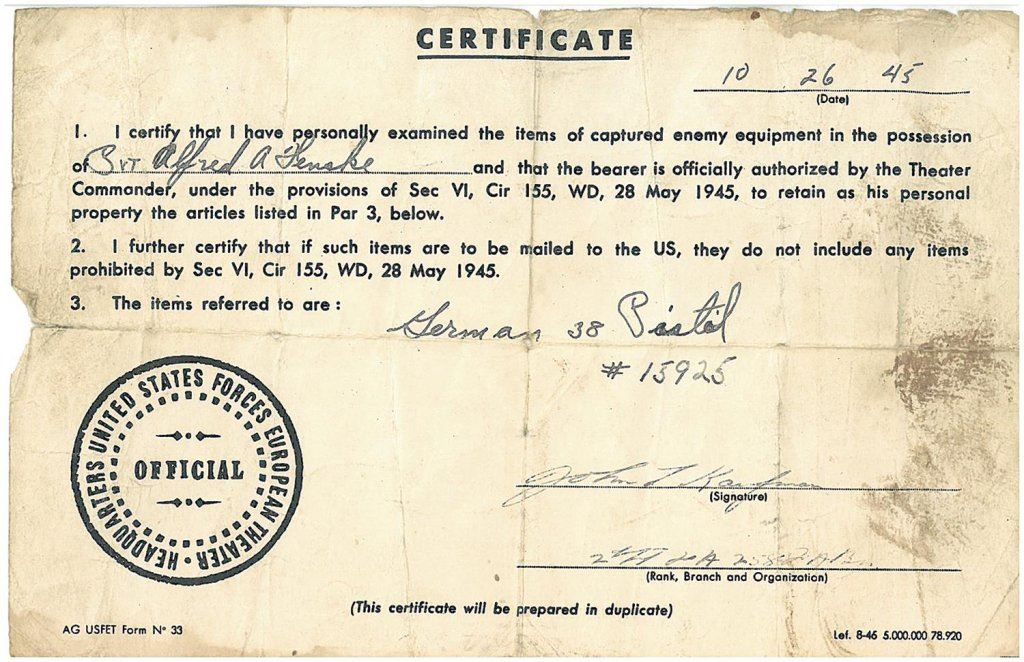 CERTIFICATE
10 26 45
(Date)
1. I certify that I have personally examined the items of captured enemy equipment in the possession
of Pvt Alfred A Fenske and that the bearer is officially authorized by the Theater
Commander, under the provisions of Sec VI, Cir 155, WD, 28 May 1945, to retain as his personal
property the articles listed in Par 3, below.
2. I further certify that if such items are to be mailed to the US, they do not include any items
prohibited by Sec VI, Cir 155, WD, 28 May 1945.
3. The items referred to are :
German 38 Pistol
# 15925
HEADQUARTERS UNITED STATES FORCES EUROPEAN THEATER
OFFICIAL
John
(Signature)
(Rank, Branch and Organization)
(This certificate will be prepared in duplicate)
AG USFET Form Nº 33
Lef. 8-45 5.000.000 78.920